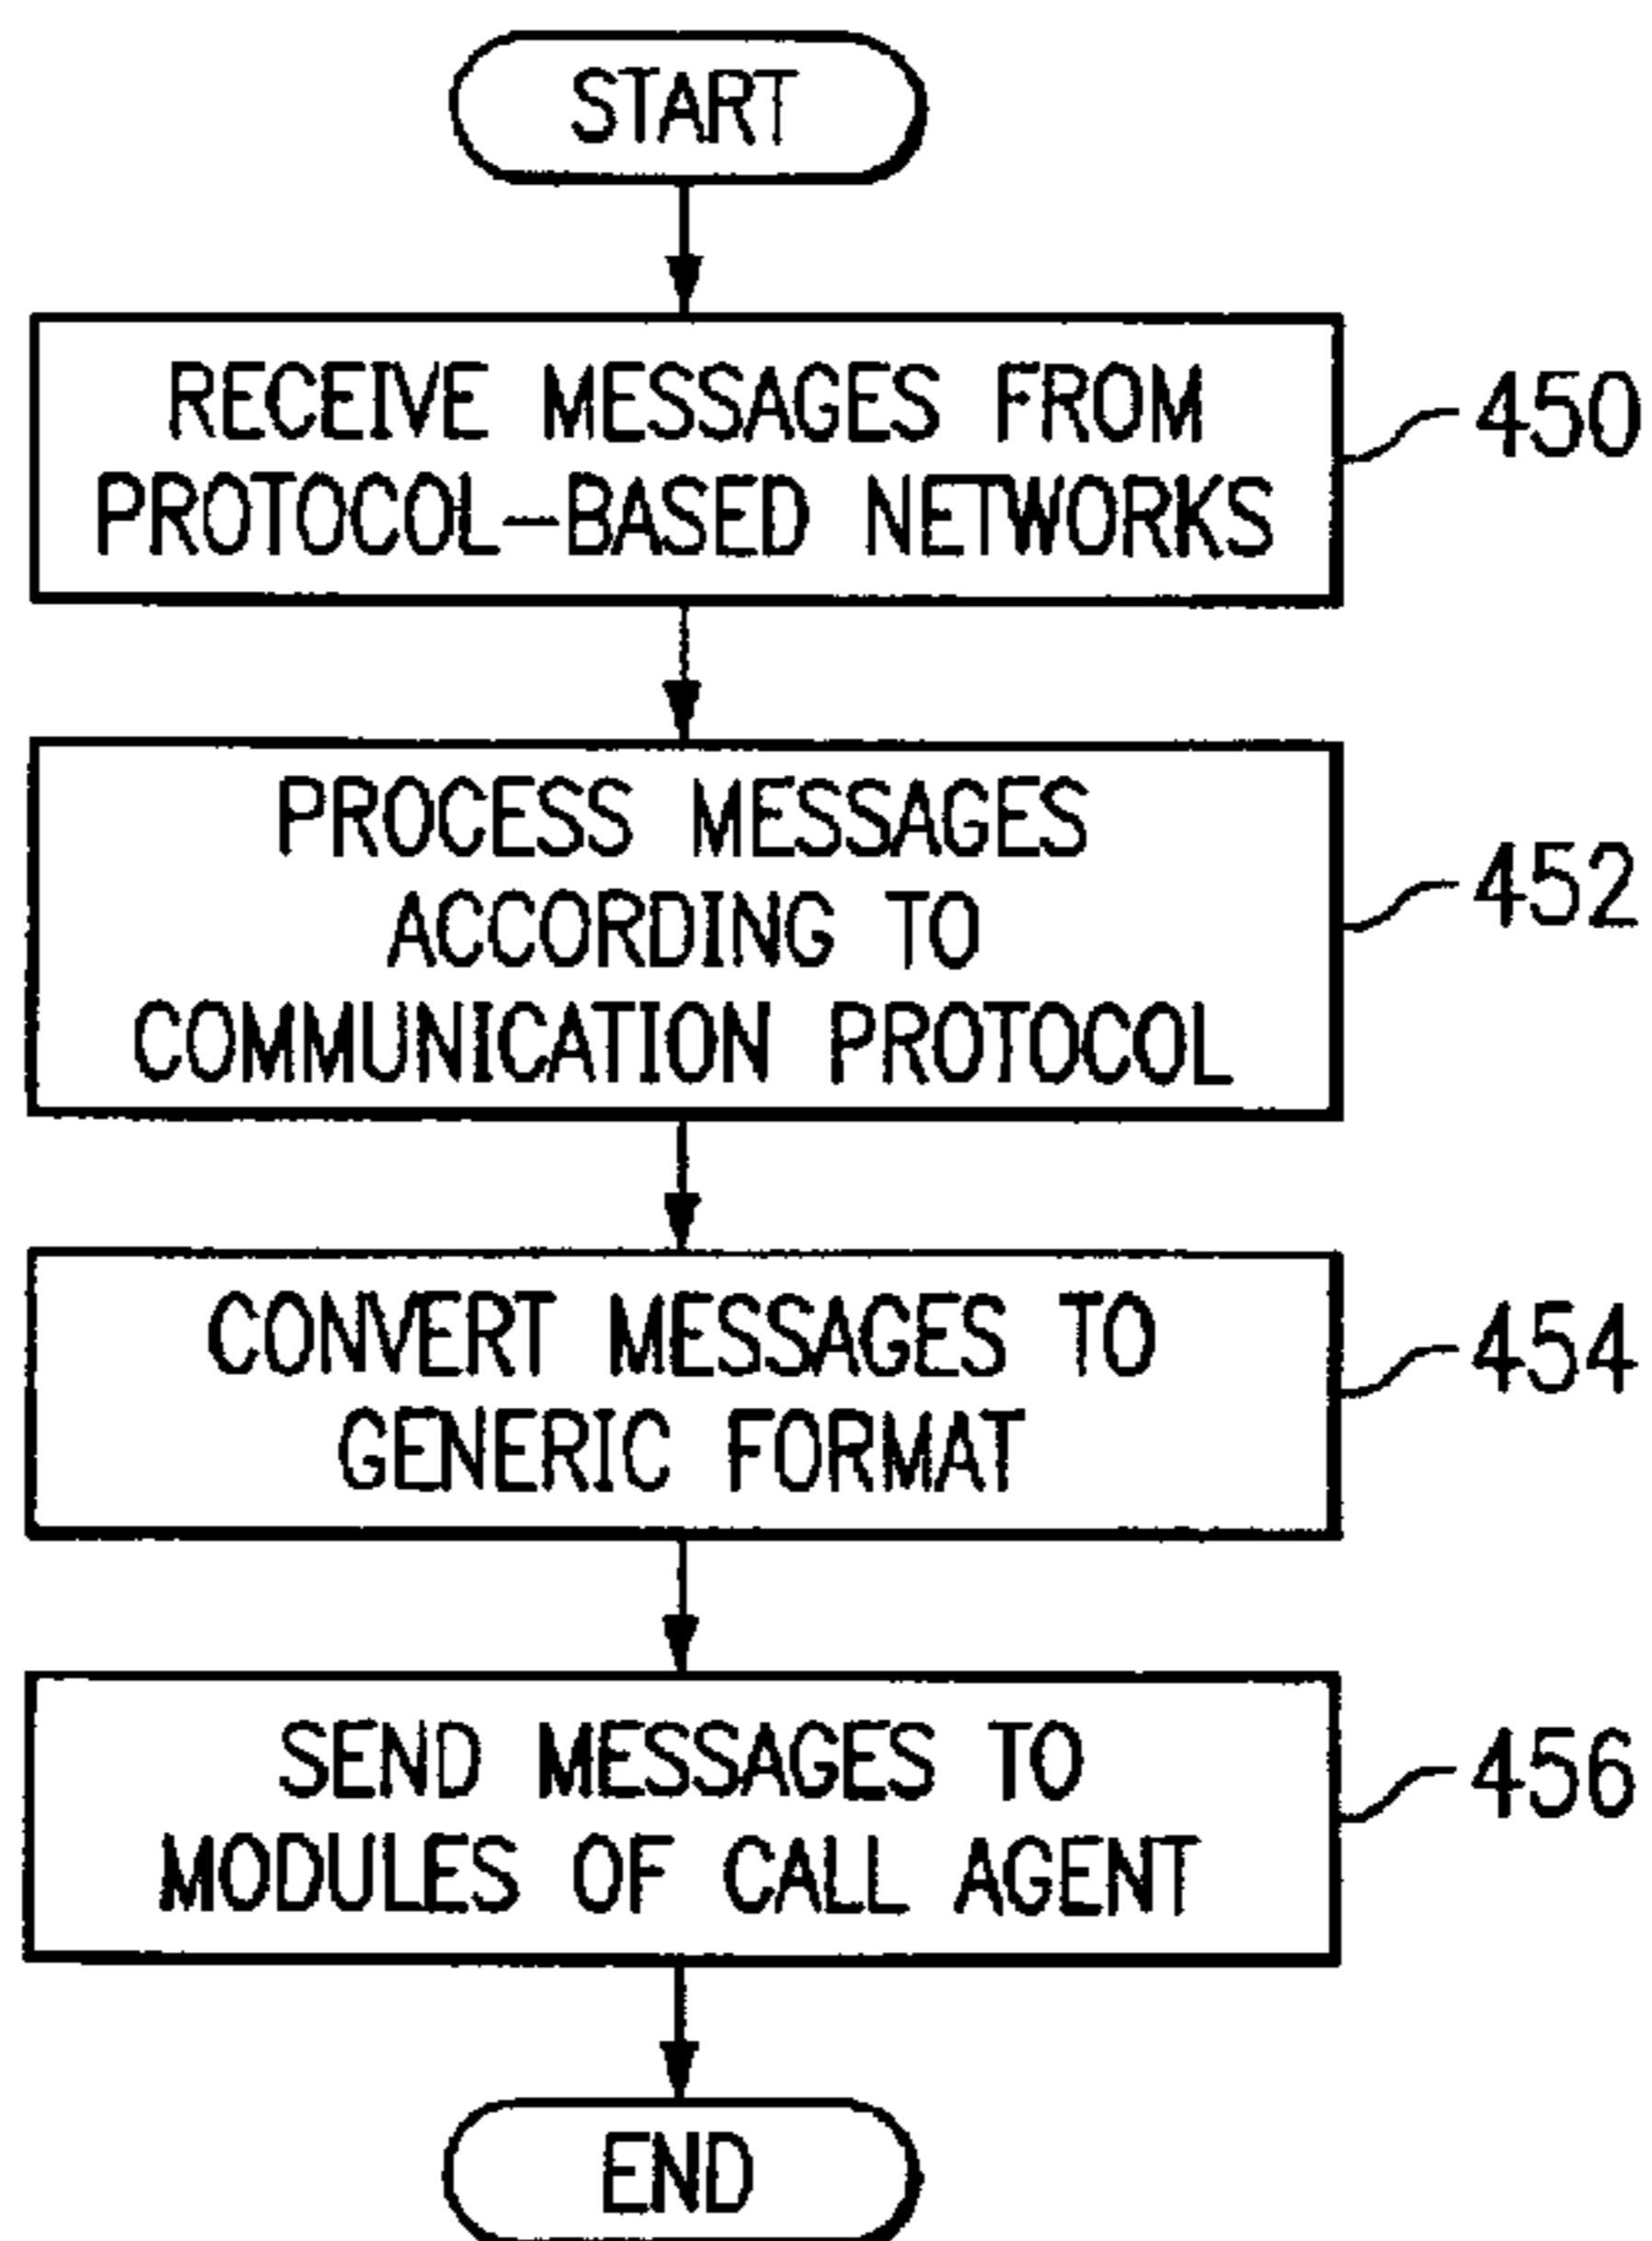 START
RECEIVE MESSAGES FROM
PROTOCOL-BASED NETWORKS
450
PROCESS MESSAGES
ACCORDING TO
COMMUNICATION PROTOCOL
452
CONVERT MESSAGES TO
GENERIC FORMAT
454
SEND MESSAGES TO
MODULES OF CALL AGENT
456
END